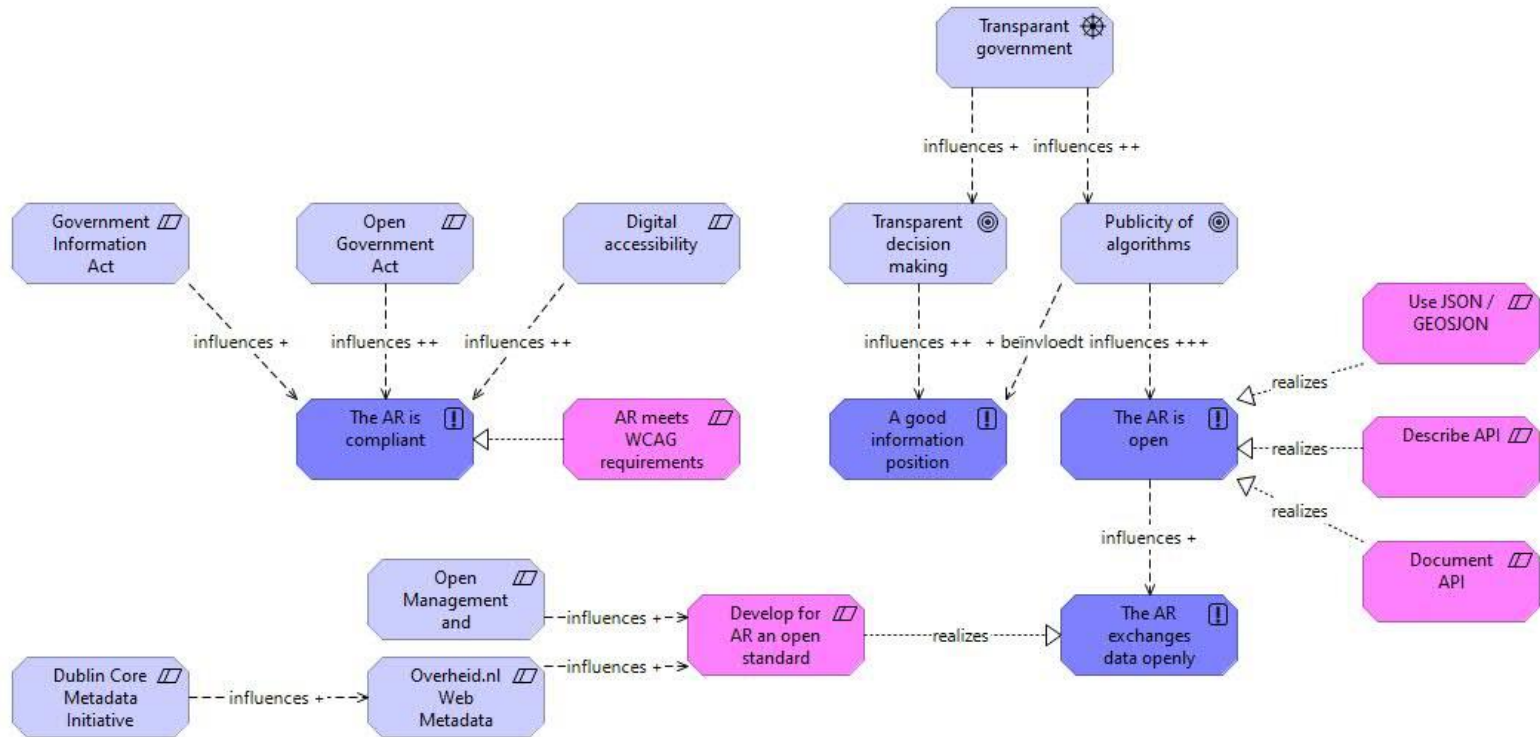 Transparant
government
influences +
influences ++
Government
Information
Act
Open
Government
Act
Digital
accessibility
Transparent
decision
making
Publicity of
algorithms
influences +
influences ++
influences ++
influences ++
+ beïnvloedt
influences +++
Use JSON /
GEOSJON
realizes
The AR is
compliant
AR meets
WCAG
requirements
A good
information
position
The AR is
open
realizes
Describe API
realizes
influences +
Document
API
Open
Management
and
influences +
Develop for
AR an open
standard
realizes
The AR
exchanges
data openly
influences +
Dublin Core
Metadata
Initiative
influences +
Overheid.nl
Web
Metadata